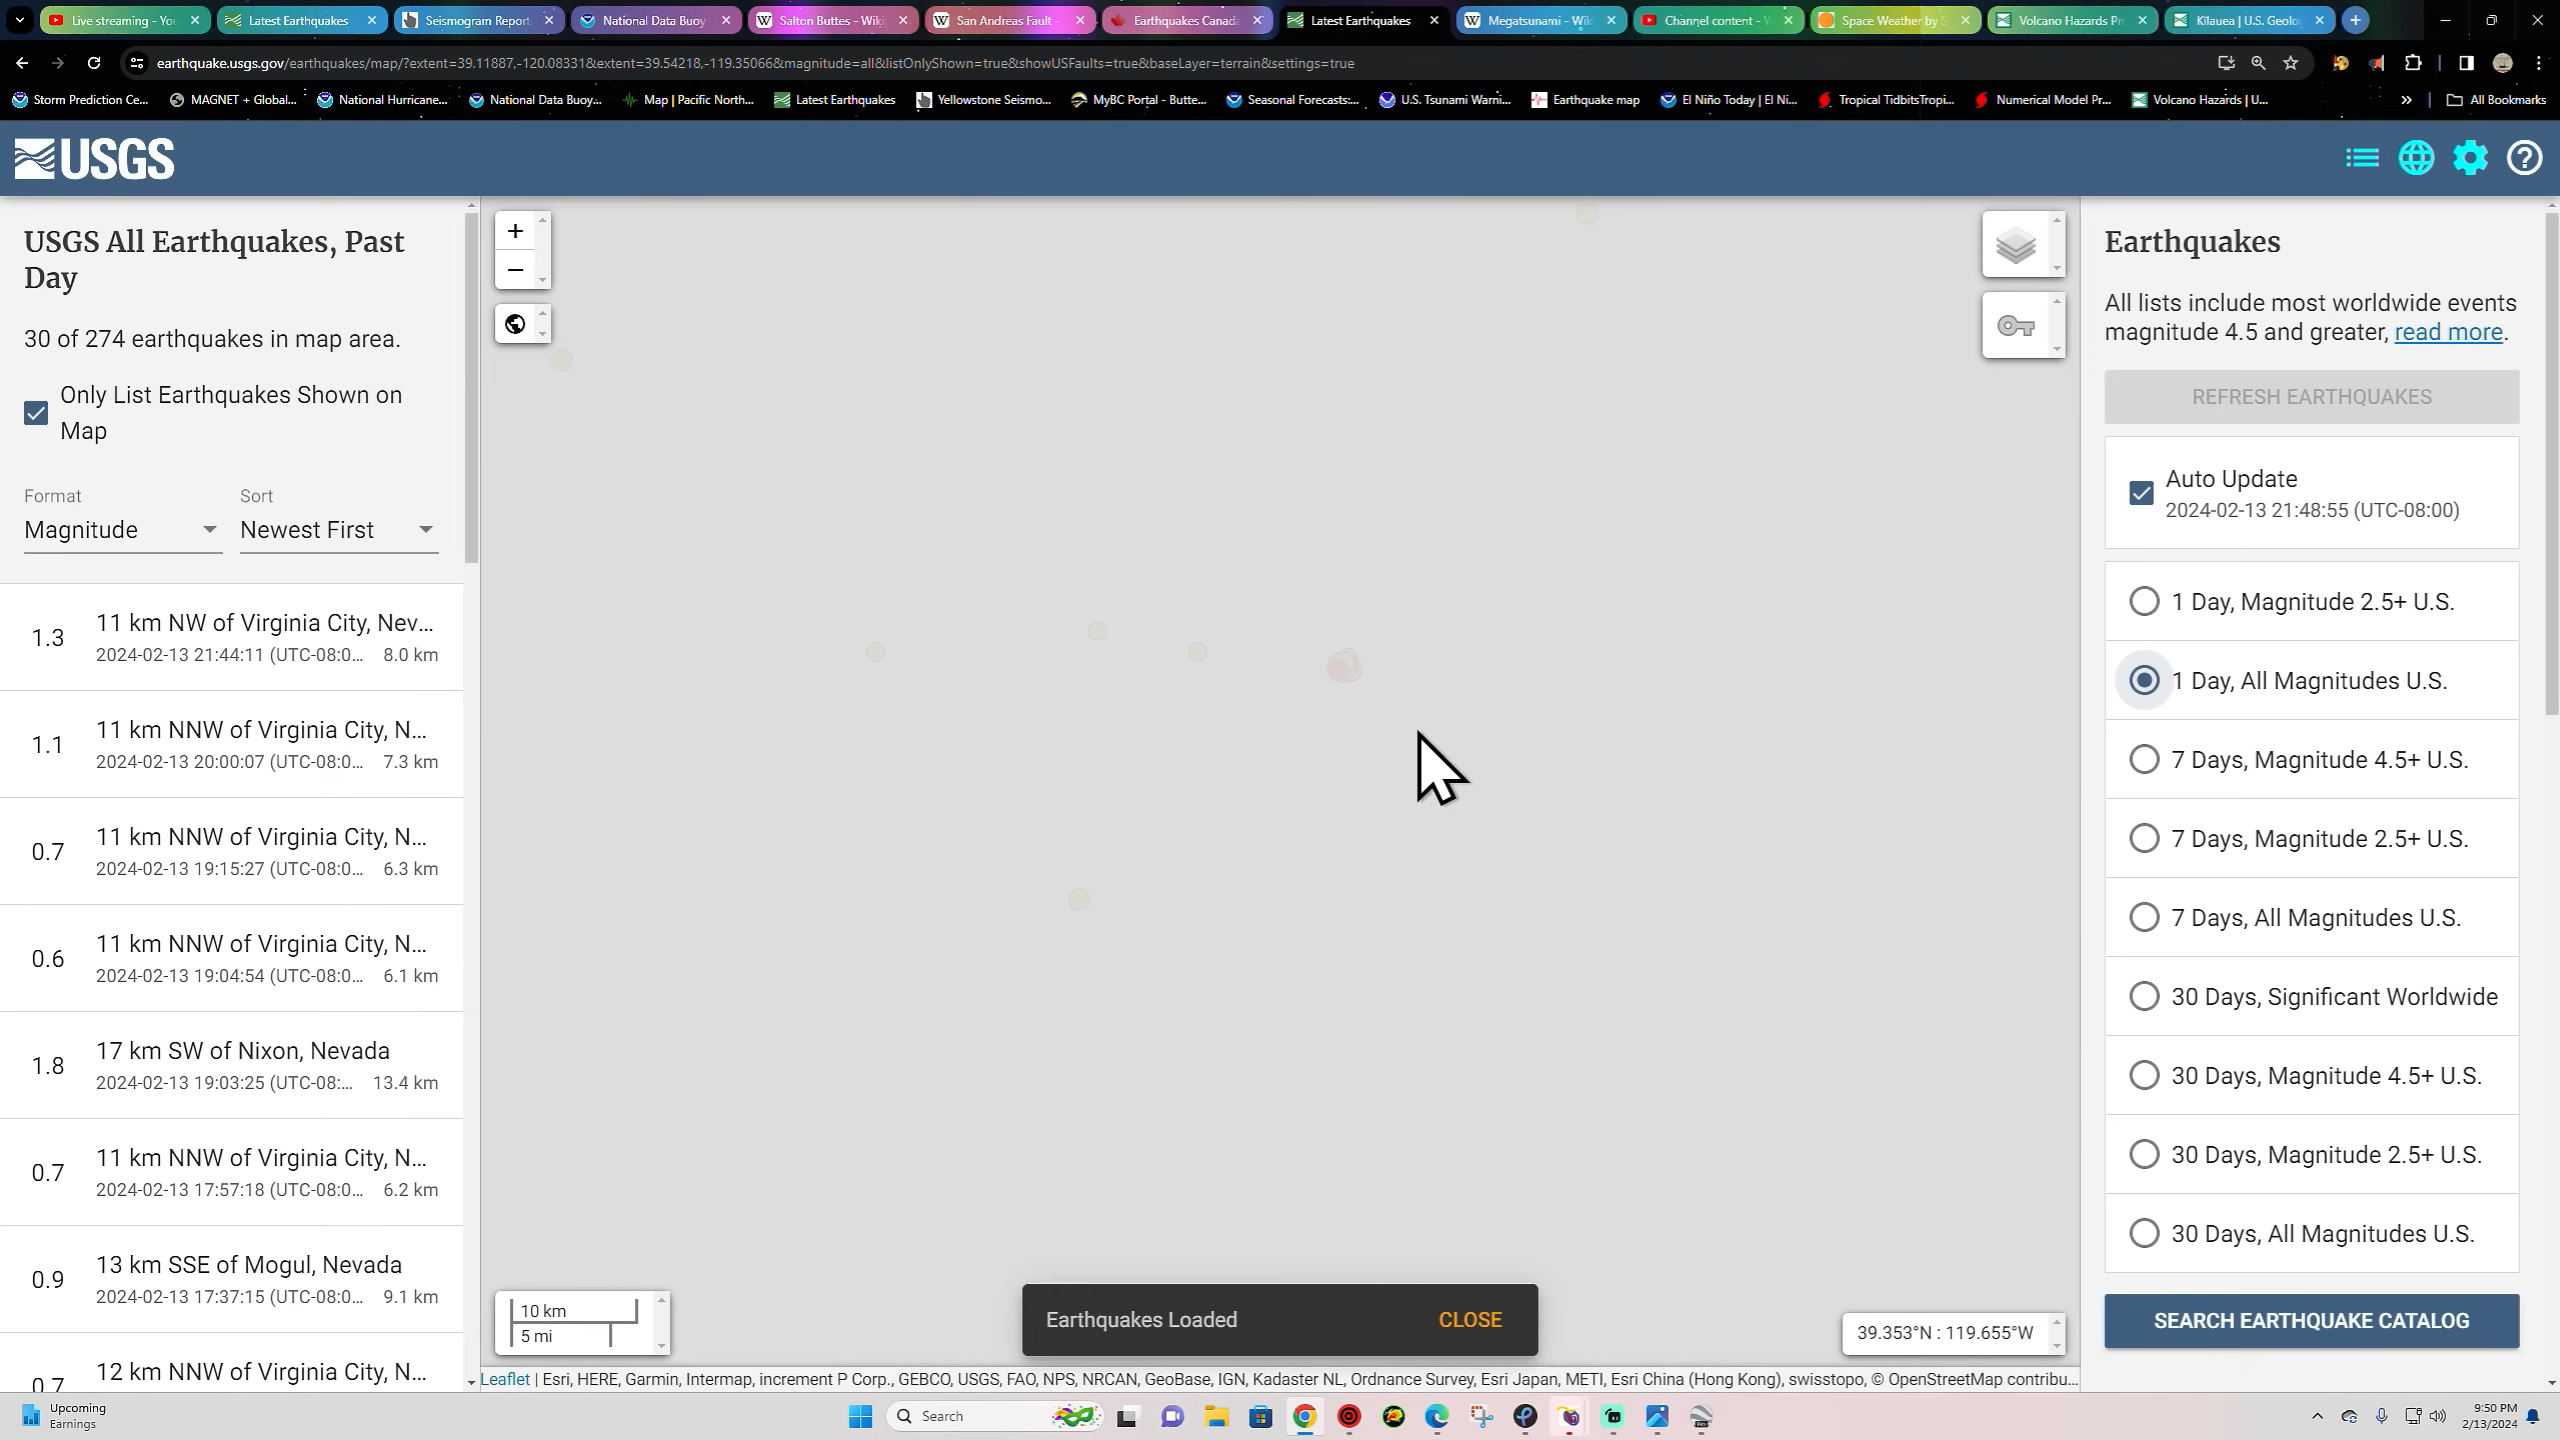 Live streaming - Yo
Latest Earthquakes
Seismogram Report
National Data Buoy
Salton Buttes - Wiki
San Andreas Fault -
Earthquakes Canada
Latest Earthquakes
Megatsunami - Wik
Channel content - Y
Space Weather by S
Volcano Hazards Pr
Kīlauea | U.S. Geolo
earthquake.usgs.gov/earthquakes/map/?extent=39.11887,-120.08331&extent=39.54218,-119.35066&magnitude=all&listOnlyShown=true&showUSFaults=true&baseLayer=terrain&settings=true
Storm Prediction Ce...
MAGNET + Global...
National Hurricane...
National Data Buoy...
Map | Pacific North...
Latest Earthquakes
Yellowstone Seismo...
MyBC Portal - Butte...
Seasonal Forecasts:...
U.S. Tsunami Warni...
Earthquake map
El Niño Today | El Ni...
Tropical TidbitsTropi...
Numerical Model Pr...
Volcano Hazards | U...
All Bookmarks
USGS
USGS All Earthquakes, Past
Day
30 of 274 earthquakes in map area.
Only List Earthquakes Shown on
Map
Format
Sort
Magnitude
Newest First
1.3
11 km NW of Virginia City, Nev...
2024-02-13 21:44:11 (UTC-08:0... 8.0 km
1.1
11 km NNW of Virginia City, N...
2024-02-13 20:00:07 (UTC-08:0... 7.3 km
0.7
11 km NNW of Virginia City, N...
2024-02-13 19:15:27 (UTC-08:0... 6.3 km
0.6
11 km NNW of Virginia City, N...
2024-02-13 19:04:54 (UTC-08:0... 6.1 km
1.8
17 km SW of Nixon, Nevada
2024-02-13 19:03:25 (UTC-08:... 13.4 km
0.7
11 km NNW of Virginia City, N...
2024-02-13 17:57:18 (UTC-08:0... 6.2 km
0.9
13 km SSE of Mogul, Nevada
2024-02-13 17:37:15 (UTC-08:0... 9.1 km
0.7
12 km NNW of Virginia City, N...
+
−
10 km
5 mi
Earthquakes Loaded CLOSE
39.353°N : 119.655°W
Leaflet | Esri, HERE, Garmin, Intermap, increment P Corp., GEBCO, USGS, FAO, NPS, NRCAN, GeoBase, IGN, Kadaster NL, Ordnance Survey, Esri Japan, METI, Esri China (Hong Kong), swisstopo, © OpenStreetMap contribu...
Earthquakes
All lists include most worldwide events
magnitude 4.5 and greater, read more.
REFRESH EARTHQUAKES
Auto Update
2024-02-13 21:48:55 (UTC-08:00)
1 Day, Magnitude 2.5+ U.S.
1 Day, All Magnitudes U.S.
7 Days, Magnitude 4.5+ U.S.
7 Days, Magnitude 2.5+ U.S.
7 Days, All Magnitudes U.S.
30 Days, Significant Worldwide
30 Days, Magnitude 4.5+ U.S.
30 Days, Magnitude 2.5+ U.S.
30 Days, All Magnitudes U.S.
SEARCH EARTHQUAKE CATALOG
Upcoming
Earnings
Search
9:50 PM
2/13/2024